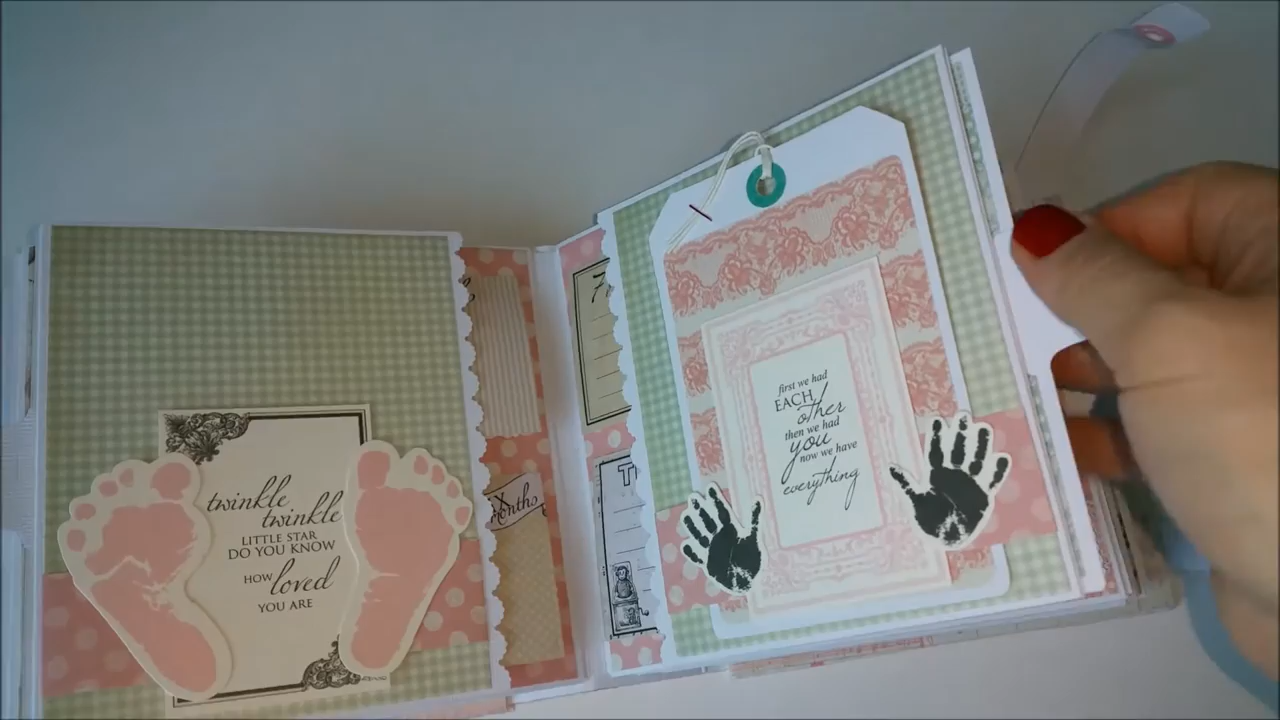 twinkle
twinkle
LITTLE STAR
DO YOU KNOW
HOW loved
YOU ARE
months
first we had
EACH
other
then we had
you
now we have
everything